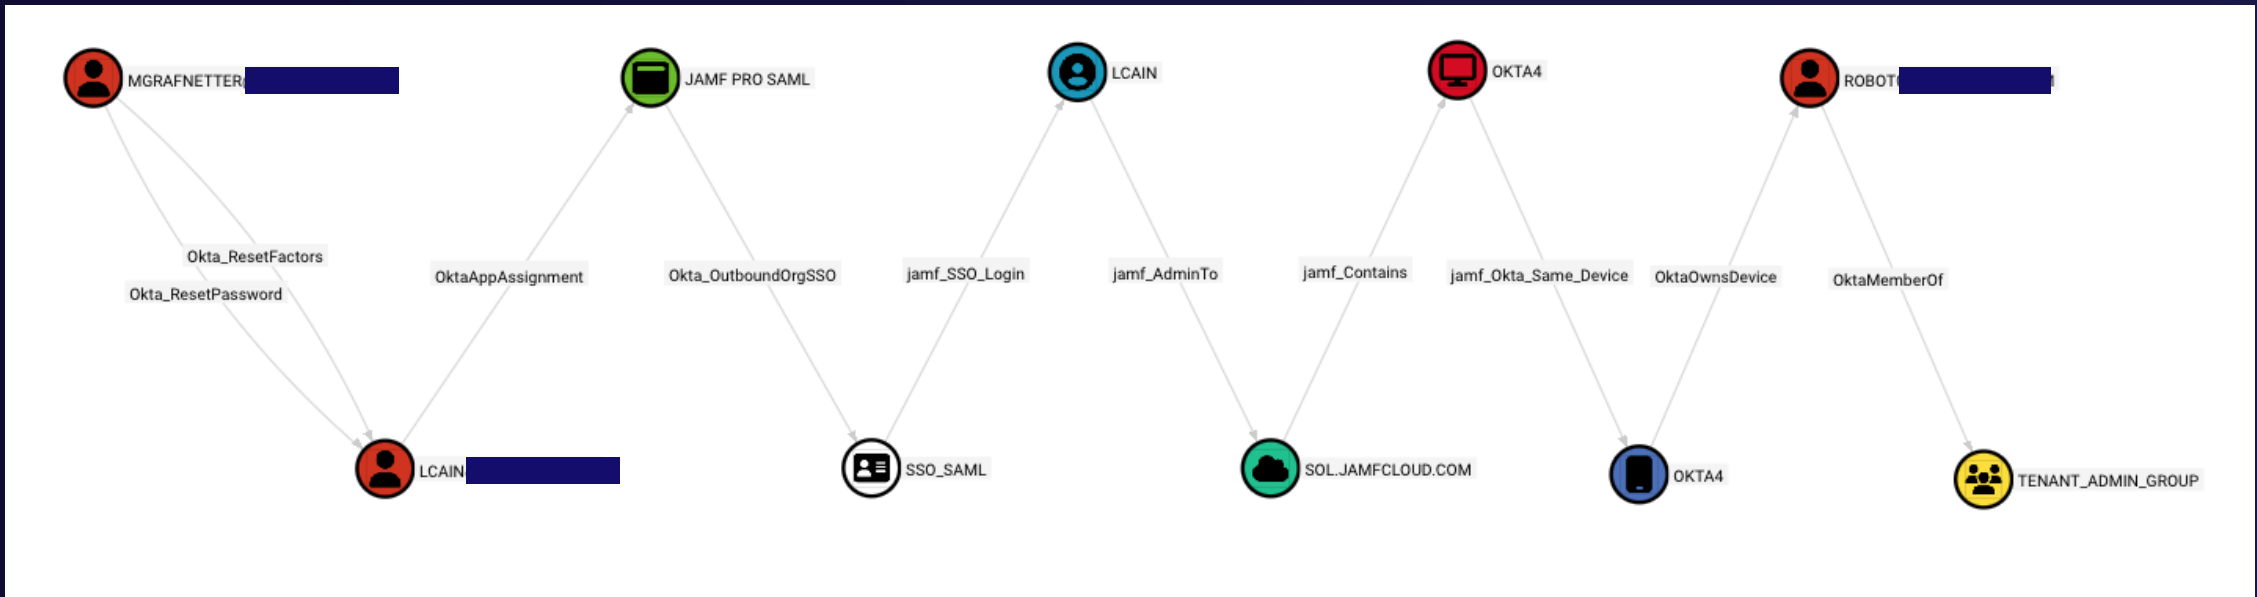 MGRAFNETTER
JAMF PRO SAML
LCAIN
OKTA4
ROBOT
Okta_ResetFactors
Okta_ResetPassword
OktaAppAssignment
Okta_OutboundOrgSSO
jamf_SSO_Login
jamf_AdminTo
jamf_Contains
jamf_Okta_Same_Device
OktaOwnsDevice
OktaMemberOf
LCAIN
SSO_SAML
SOL.JAMFCLOUD.COM
OKTA4
TENANT_ADMIN_GROUP